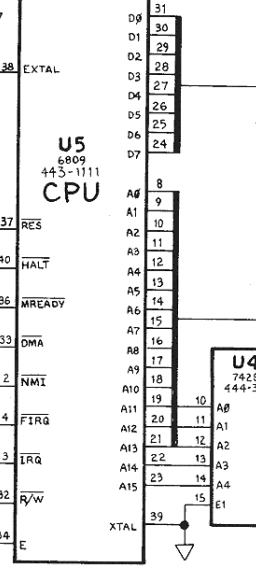 31 D0
30 D1
29 D2
28 D3
27 D4
26 D5
25 D6
24 D7
38 EXTAL
U5
6809
443-1111
CPU
8 A0
9 A1
10 A2
11 A3
12 A4
13 A5
14 A6
15 A7
16 A8
17 A9
18 A10
19 A11
20 A12
21 A13
22 A14
23 A15
37 RES
40 HALT
36 MREADY
33 DMA
2 NMI
4 FIRQ
3 IRQ
32 R/W
34 E
XTAL 39
U4
10 A0
11 A1
12 A2
13 A3
14 A4
15 E1